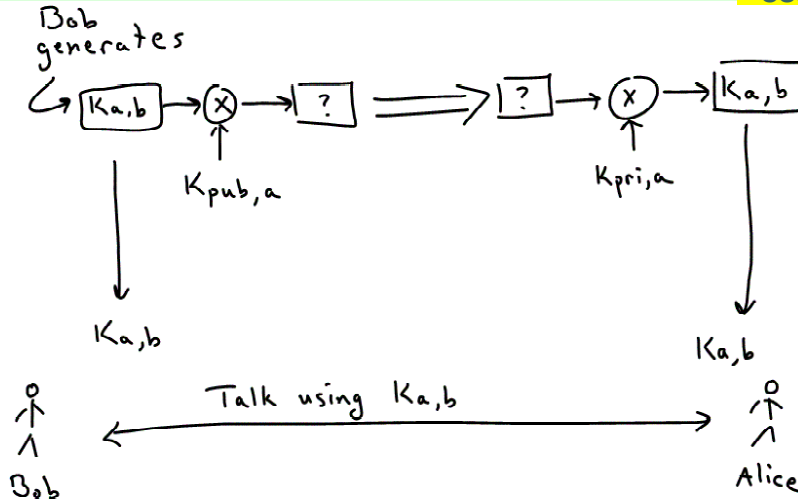 Bob
generates
Ka,b
?
?
Ka,b
Kpub,a
Kpri,a
Ka,b
Ka,b
Talk using Ka,b
Bob
Alice